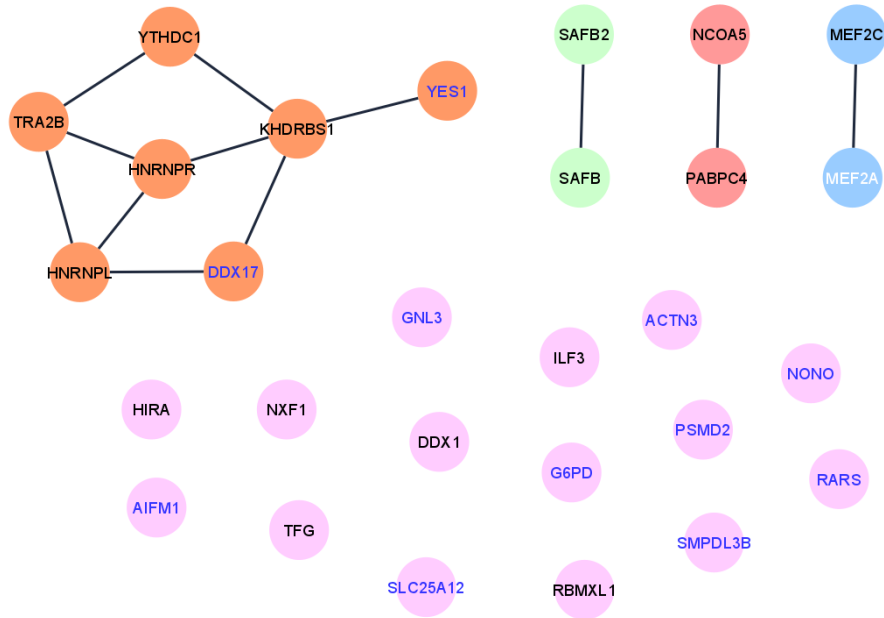 YTHDC1
SAFB2
NCOA5
MEF2C
YES1
TRA2B
KHDRBS1
HNRNPR
SAFB
PABPC4
MEF2A
HNRNPL
DDX17
GNL3
ACTN3
ILF3
NONO
HIRA
NXF1
DDX1
PSMD2
G6PD
RARS
AIFM1
TFG
SMPDL3B
SLC25A12
RBMXL1